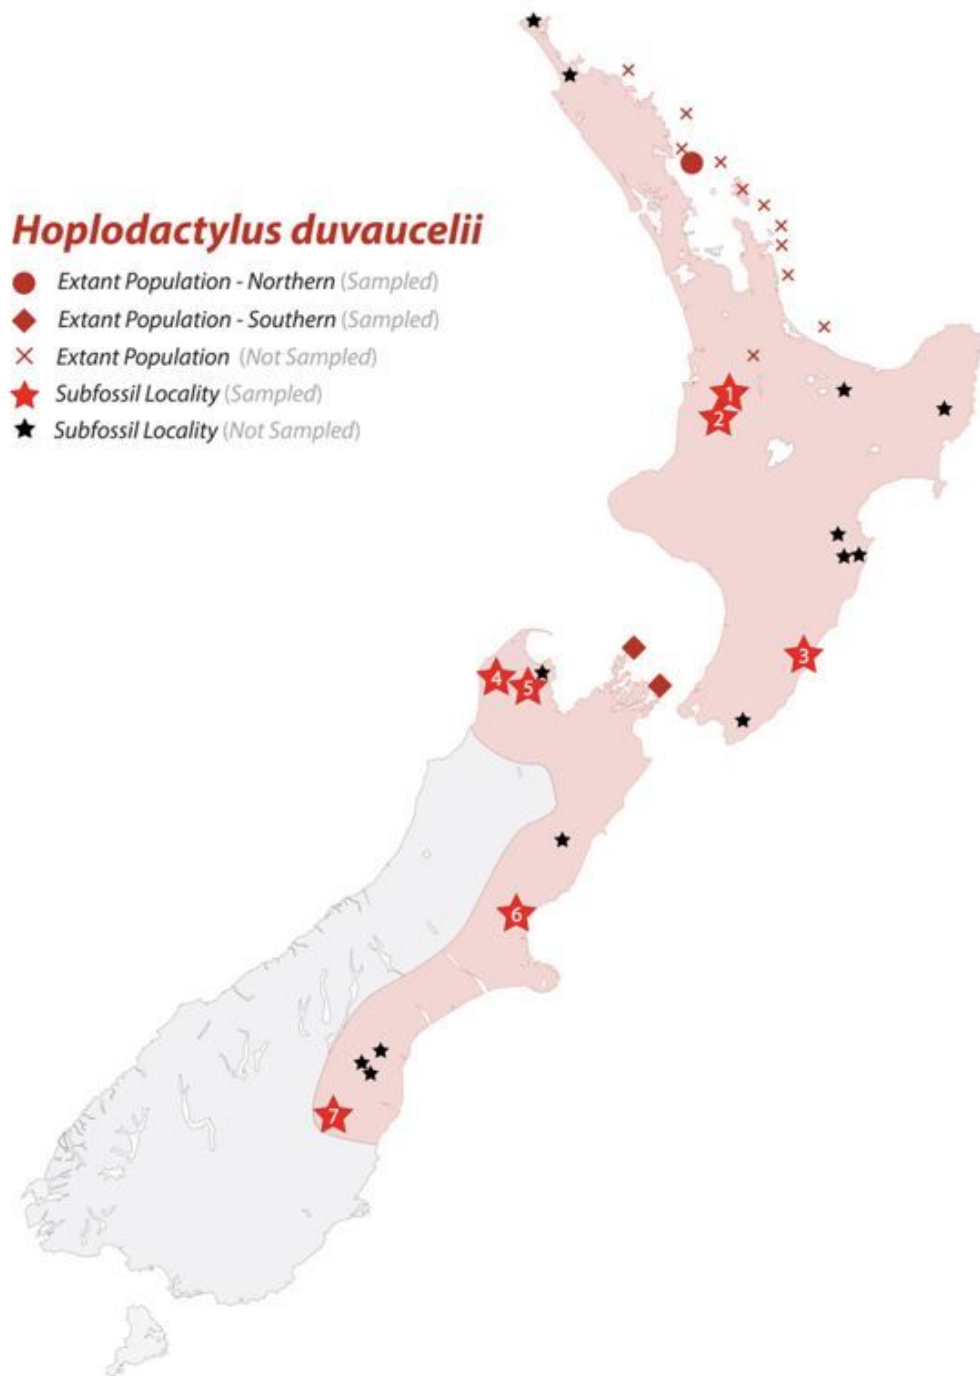 Hoplodactylus duvaucelii
Extant Population - Northern (Sampled)
Extant Population - Southern (Sampled)
Extant Population (Not Sampled)
Subfossil Locality (Sampled)
Subfossil Locality (Not Sampled)
1
2
3
4
5
6
7